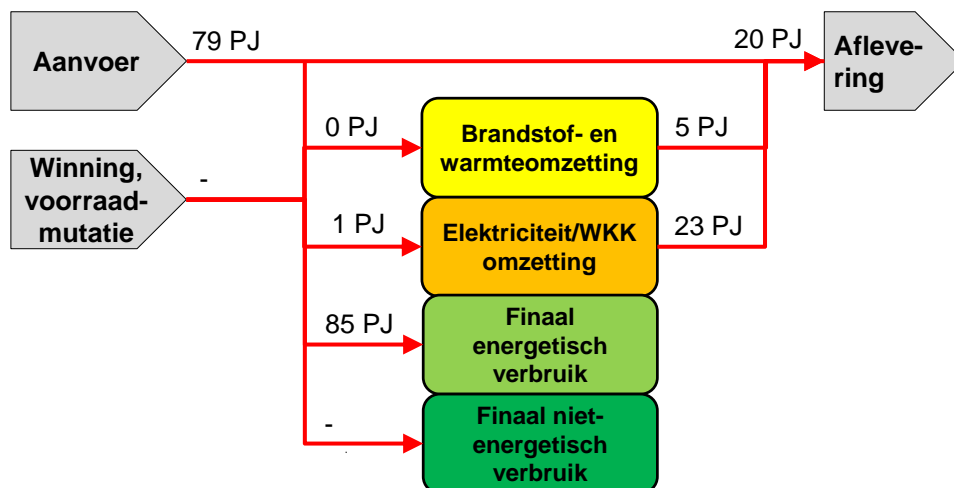 79 PJ
20 PJ
Aanvoer
Afleve-
ring
0 PJ
Brandstof- en
warmteomzetting
5 PJ
Winning,
voorraad-
mutatie
-
1 PJ
Elektriciteit/WKK
omzetting
23 PJ
85 PJ
Finaal
energetisch
verbruik
-
Finaal niet-
energetisch
verbruik